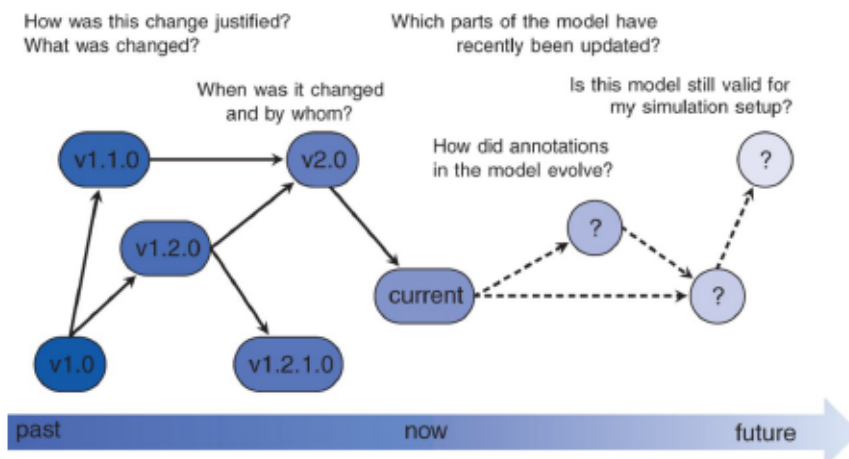 How was this change justified?
What was changed?
Which parts of the model have
recently been updated?
When was it changed
and by whom?
Is this model still valid for
my simulation setup?
How did annotations
in the model evolve?
v1.1.0
v2.0
?
v1.2.0
?
current
?
v1.0
v1.2.1.0
past
now
future